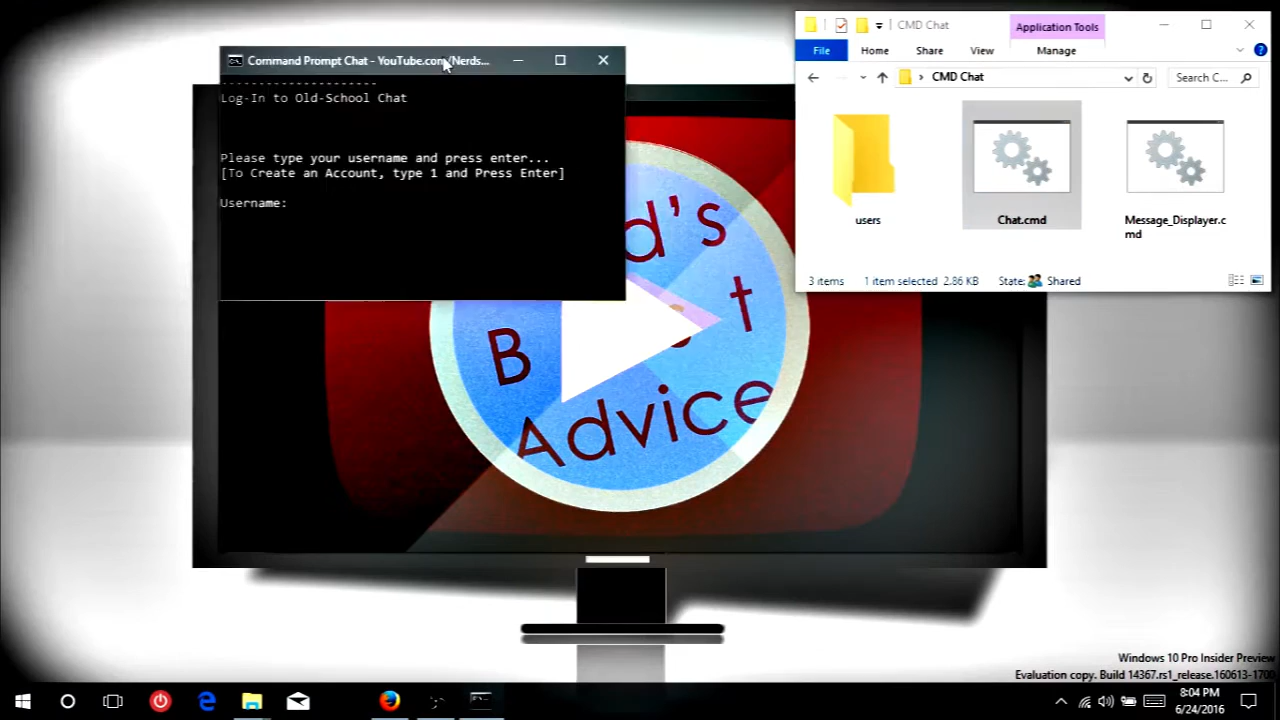 Command Prompt Chat - YouTube.com/Nerds...
Log-In to Old-School Chat
Please type your username and press enter...
[To Create an Account, type 1 and Press Enter]
Username:
CMD Chat
Application Tools
File
Home
Share
View
Manage
CMD Chat
Search C...
users
Chat.cmd
Message_Displayer.c
md
3 items
1 item selected 2.86 KB
State:
Shared
d's
B
t
Advice
Windows 10 Pro Insider Preview
Evaluation copy. Build 14367.rs1_release.160613-1700
8:04 PM
6/24/2016